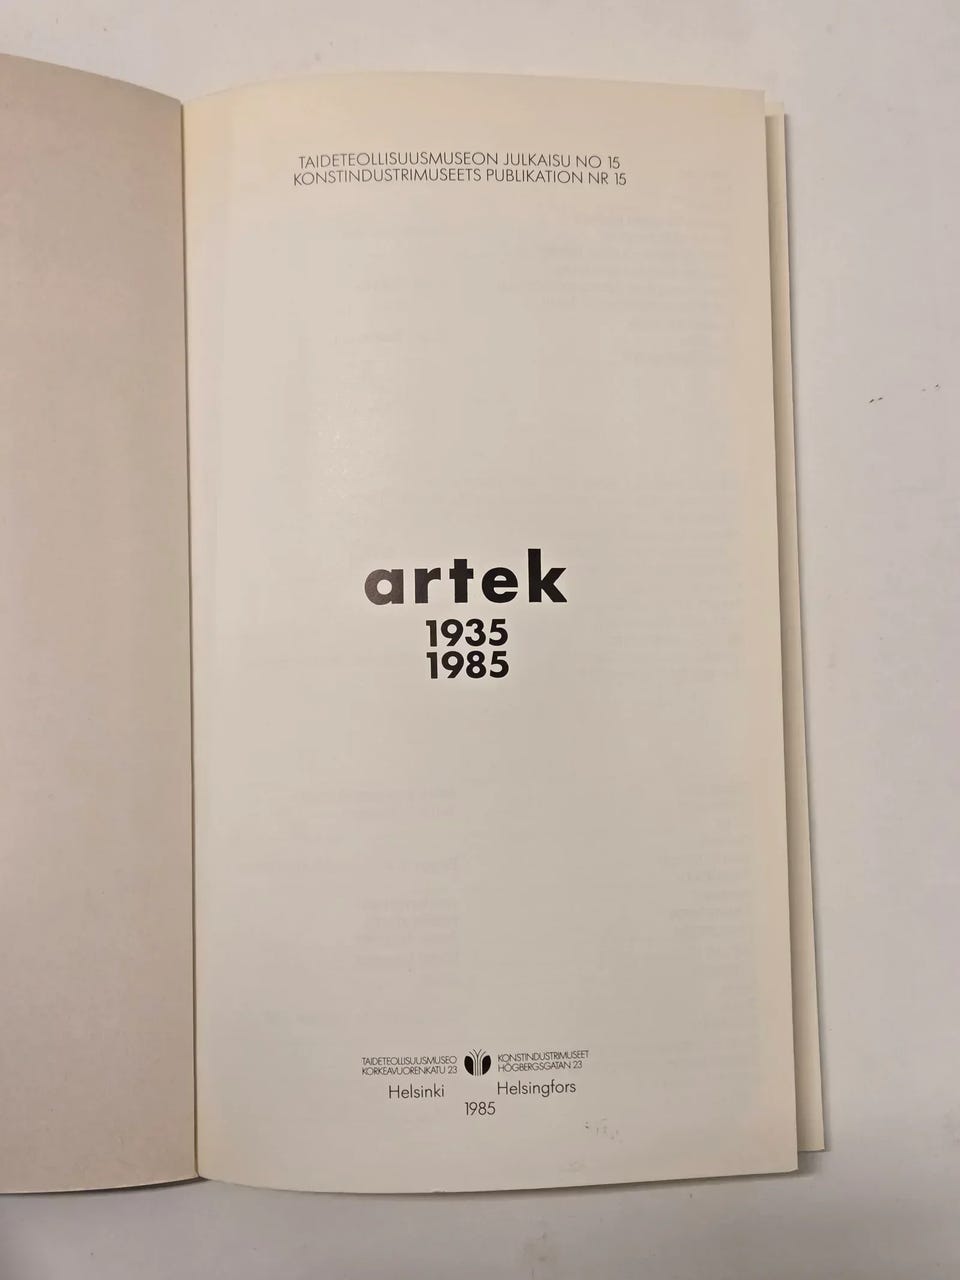 TAIDETEOLLISUUSMUSEON JULKAISU NO 15
KONSTINDUSTRIMUSEETS PUBLIKATION NR 15
artek
1935
1985
TAIDETEOLLISUUSMUSEO
KORKEAVUORENKATU 23
Helsinki
KONSTINDUSTRIMUSEET
HÖGBERGSGATAN 23
Helsingfors
1985